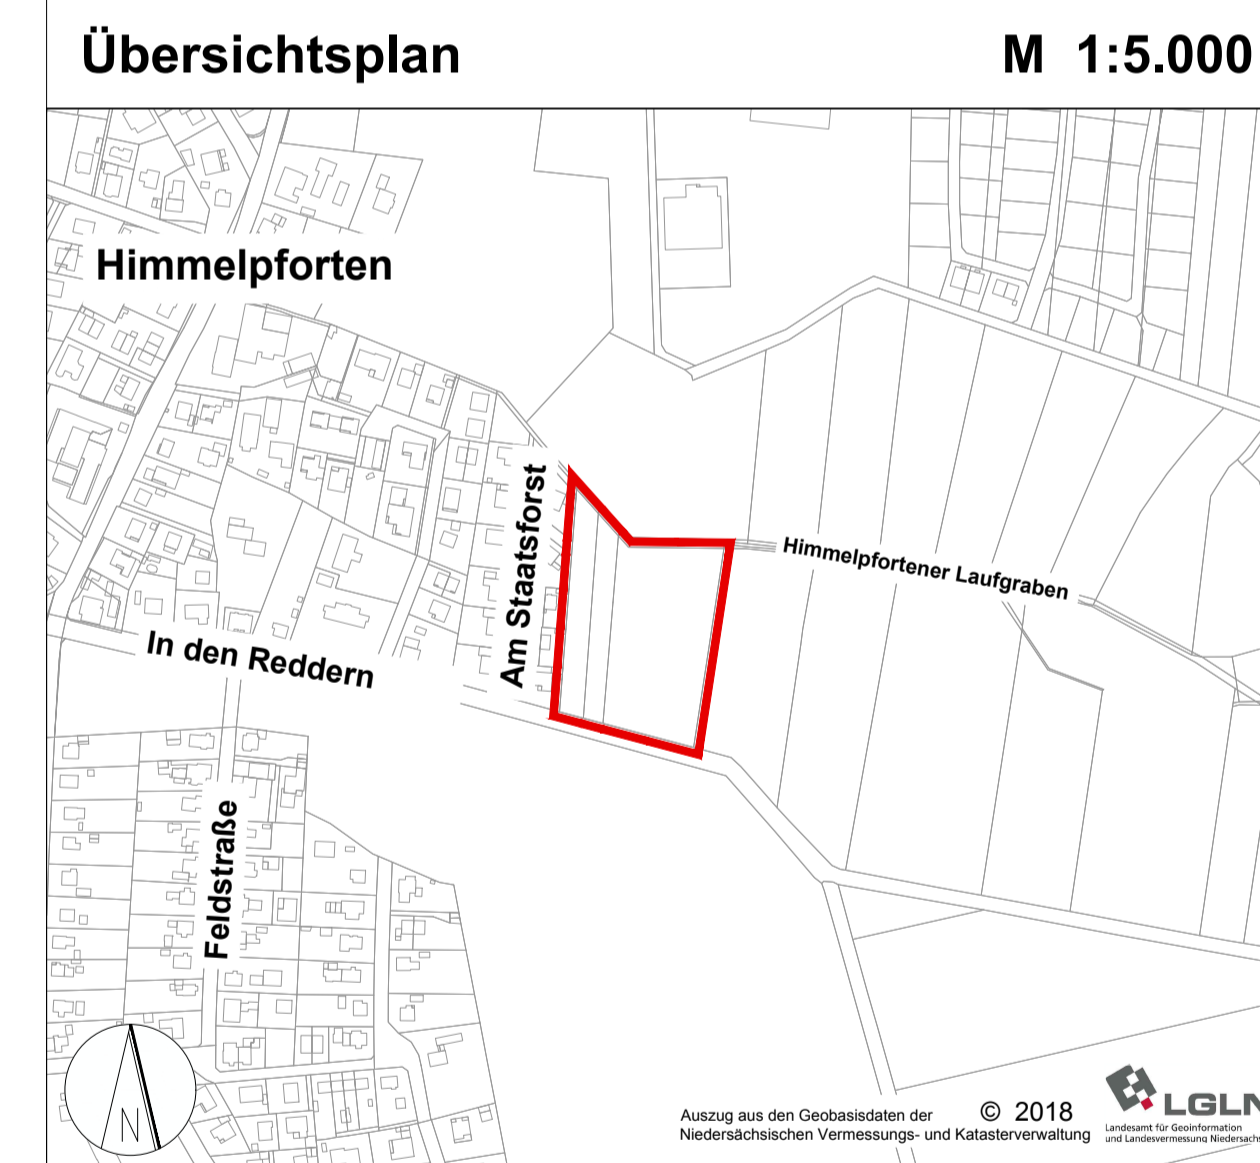 Übersichtsplan M 1:5.000
Himmelpforten
Am Staatsforst
Himmelpfortener Laufgraben
In den Reddern
Feldstraße
N
Auszug aus den Geobasisdaten der © 2018
Niedersächsischen Vermessungs- und Katasterverwaltung
LGLN
Landesamt für Geoinformation
und Landesvermessung Niedersachs